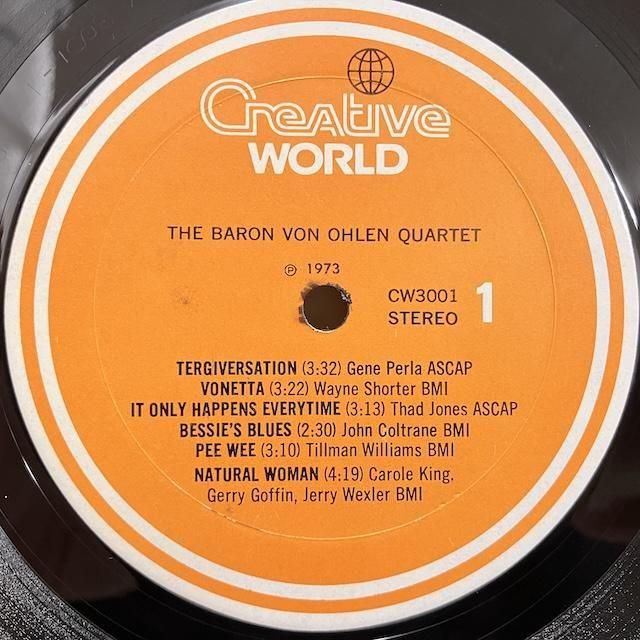 Creative
WORLD
THE BARON VON OHLEN QUARTET
℗ 1973
CW3001 1
STEREO
TERGIVERSATION (3:32) Gene Perla ASCAP
VONETTA (3:22) Wayne Shorter BMI
IT ONLY HAPPENS EVERYTIME (3:13) Thad Jones ASCAP
BESSIE'S BLUES (2:30) John Coltrane BMI
PEE WEE (3:10) Tillman Williams BMI
NATURAL WOMAN (4:19) Carole King,
Gerry Goffin, Jerry Wexler BMI